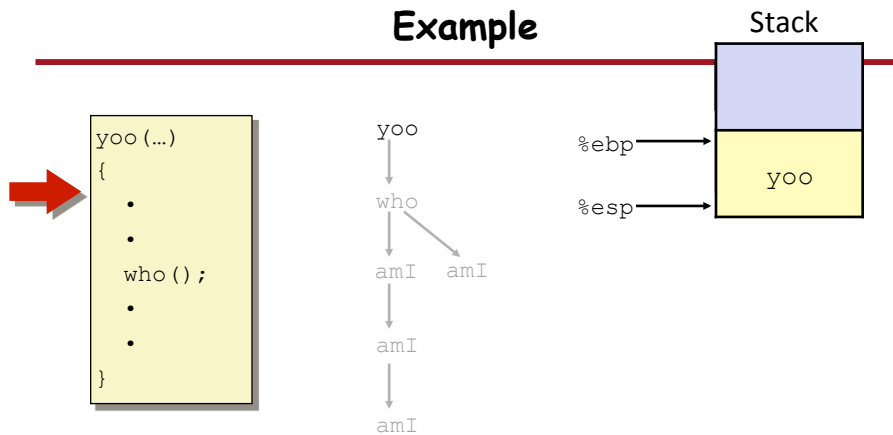 Example
Stack
yoo(…)
{
•
•
who();
•
•
}
yoo
who
amI amI
amI
amI
%ebp
%esp
yoo